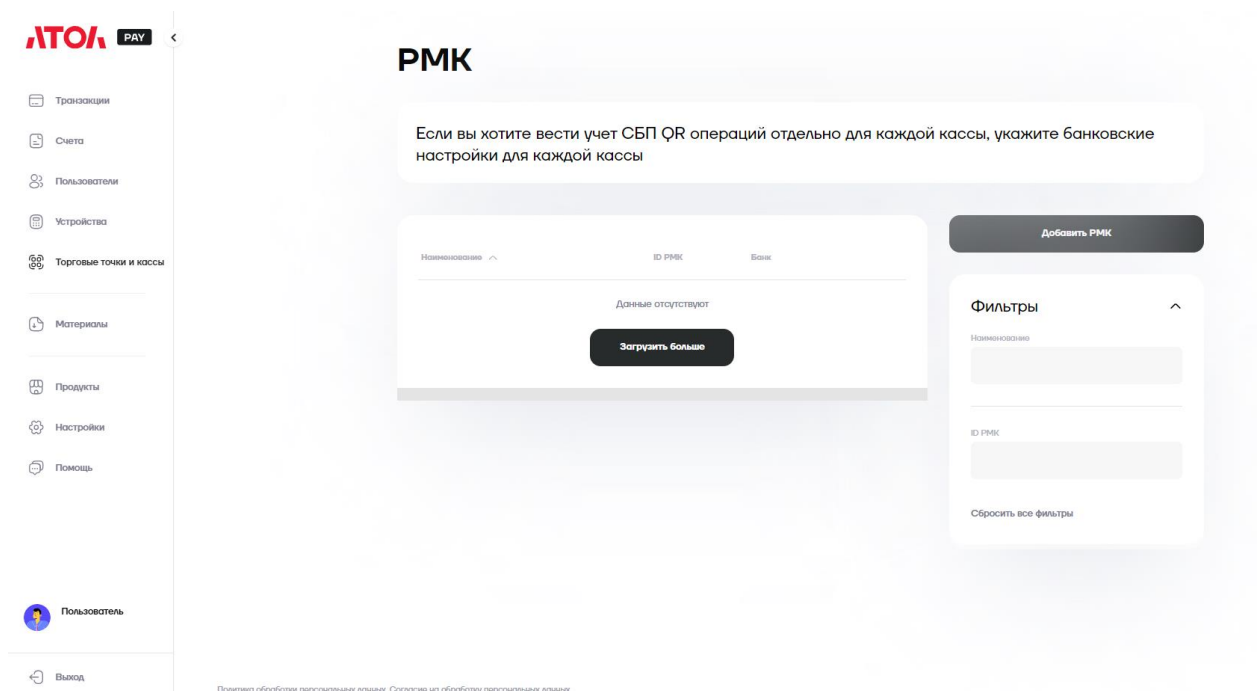 АТОЛ PAY
Транзакции
Счета
Пользователи
Устройства
Торговые точки и кассы
Материалы
Продукты
Настройки
Помощь
Пользователь
Выход
РМК
Если вы хотите вести учет СБП QR операций отдельно для каждой кассы, укажите банковские
настройки для каждой кассы
Наименование
ID РМК
Банк
Данные отсутствуют
Загрузить больше
Добавить РМК
Фильтры
Наименование
ID РМК
Сбросить все фильтры
Политика обработки персональных данных. Согласие на обработку персональных данных